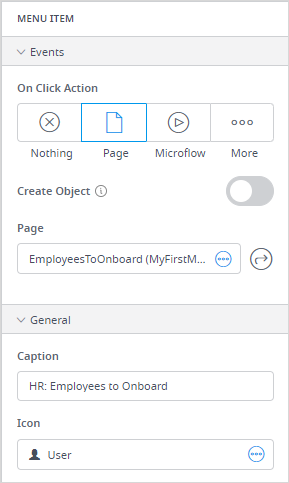 MENU ITEM
Events
On Click Action
Nothing Page Microflow More
Create Object
Page
EmployeesToOnboard (MyFirstM...
General
Caption
HR: Employees to Onboard
Icon
User